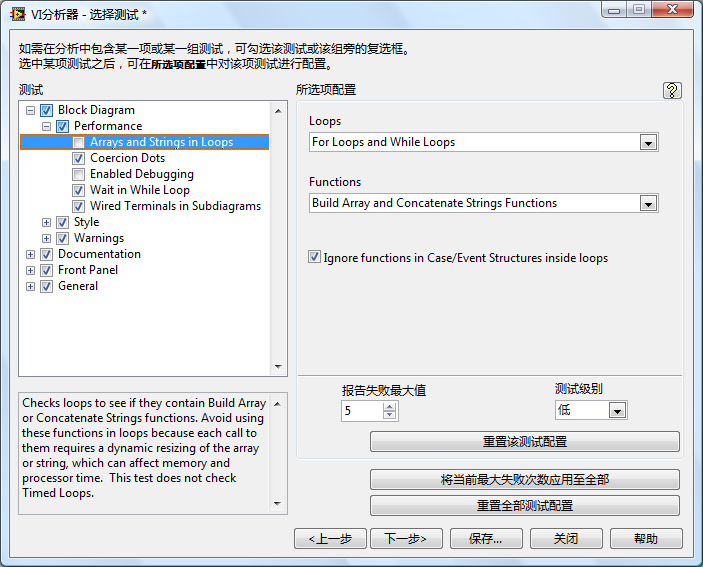 VI分析器 - 选择测试 *
如需在分析中包含某一项或某一组测试，可勾选该测试或该组旁的复选框。
选中某项测试之后，可在所选项配置中对该项测试进行配置。
测试
Block Diagram
Performance
Arrays and Strings in Loops
Coercion Dots
Enabled Debugging
Wait in While Loop
Wired Terminals in Subdiagrams
Style
Warnings
Documentation
Front Panel
General
Checks loops to see if they contain Build Array
or Concatenate Strings functions. Avoid using
these functions in loops because each call to
them requires a dynamic resizing of the array
or string, which can affect memory and
processor time.  This test does not check
Timed Loops.
所选项配置
?
Loops
For Loops and While Loops
Functions
Build Array and Concatenate Strings Functions
Ignore functions in Case/Event Structures inside loops
报告失败最大值
5
测试级别
低
重置该测试配置
将当前最大失败次数应用至全部
重置全部测试配置
<上一步
下一步>
保存...
关闭
帮助